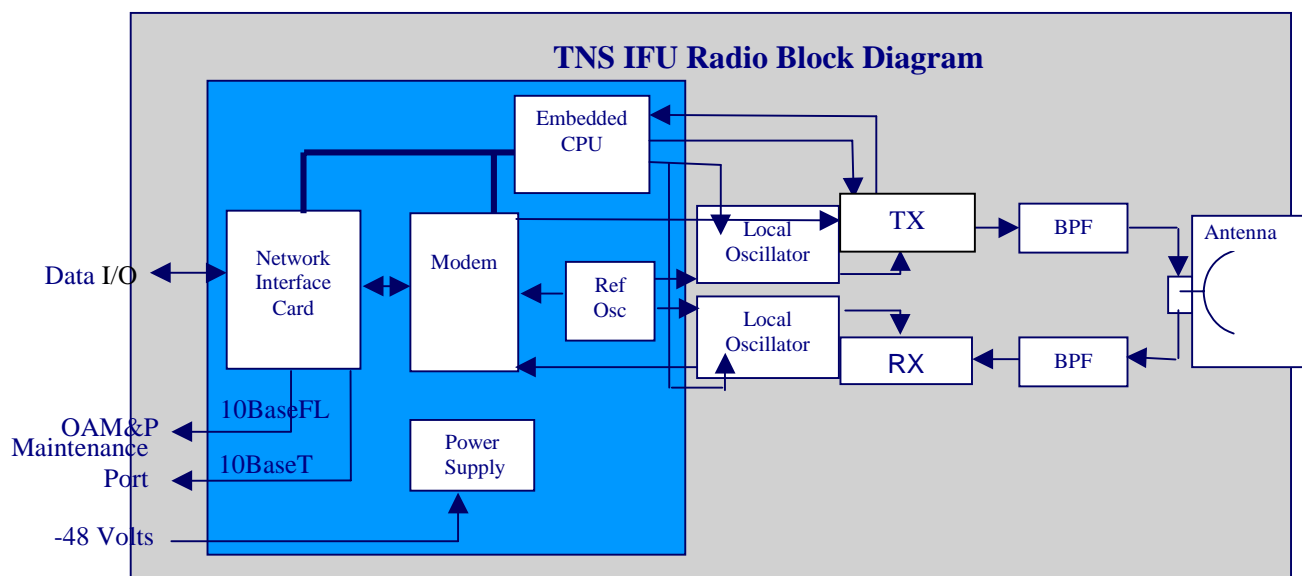 TNS IFU Radio Block Diagram
Embedded
CPU
Network
Interface
Card
Modem
Ref
Osc
Local
Oscillator
Local
Oscillator
TX
RX
BPF
BPF
Antenna
Data I/O
10BaseFL
OAM&P
Maintenance
Port
10BaseT
Power
Supply
-48 Volts